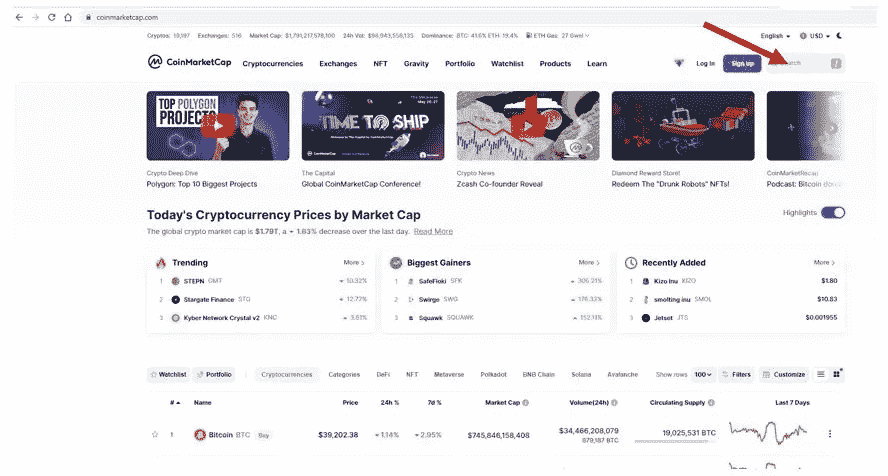 coinmarketcap.com
Cryptos: 19,197 Exchanges: 516 Market Cap: $1,791,217,578,100 24h Vol: $98,943,559,135 Dominance: BTC: 41.6% ETH: 19.4% ETH Gas: 27 Gwei English USD
CoinMarketCap Cryptocurrencies Exchanges NFT Gravity Portfolio Watchlist Products Learn Log In Sign up Search /
TOP POLYGON PROJECTS
TIME TO SHIP
Crypto Deep Dive
Polygon: Top 10 Biggest Projects
The Capital
Global CoinMarketCap Conference!
Crypto News
Zcash Co-founder Reveal
Diamond Reward Store!
Redeem The "Drunk Robots" NFTs!
CoinMarketRecap
Podcast: Bitcoin
Today's Cryptocurrency Prices by Market Cap
Highlights
The global crypto market cap is $1.79T, a 1.83% decrease over the last day. Read More
Trending More
1 STEPN GMT 10.32%
2 Stargate Finance STG 12.72%
3 Kyber Network Crystal v2 KNC 3.61%
Biggest Gainers More
1 SafeFloki SFK 306.21%
2 Swirge SWG 176.33%
3 Squawk SQUAWK 152.13%
Recently Added More
1 Kizo Inu KIZO $1.80
2 smolting inu SMOL $10.83
3 Jetset JTS $0.001955
Watchlist Portfolio Cryptocurrencies Categories DeFi NFT Metaverse Polkadot BNB Chain Solana Avalanche Show rows 100 Filters Customize
# Name Price 24h % 7d % Market Cap Volume(24h) Circulating Supply Last 7 Days
1 Bitcoin BTC Buy $39,202.38 1.14% 2.95% $745,846,158,408 $34,466,208,079 19,025,531 BTC
879,187 BTC